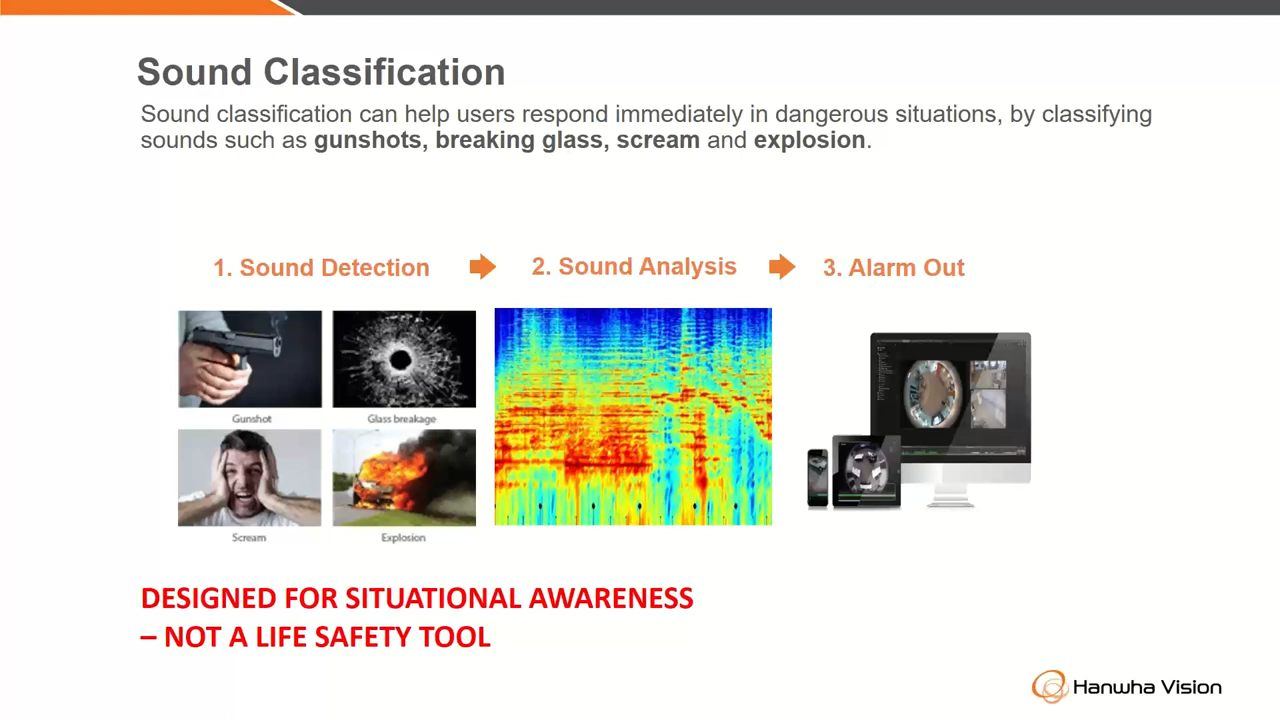 Sound Classification
Sound classification can help users respond immediately in dangerous situations, by classifying
sounds such as gunshots, breaking glass, scream and explosion.
1. Sound Detection
2. Sound Analysis
3. Alarm Out
Gunshot
Glass breakage
Scream
Explosion
DESIGNED FOR SITUATIONAL AWARENESS
– NOT A LIFE SAFETY TOOL
Hanwha Vision